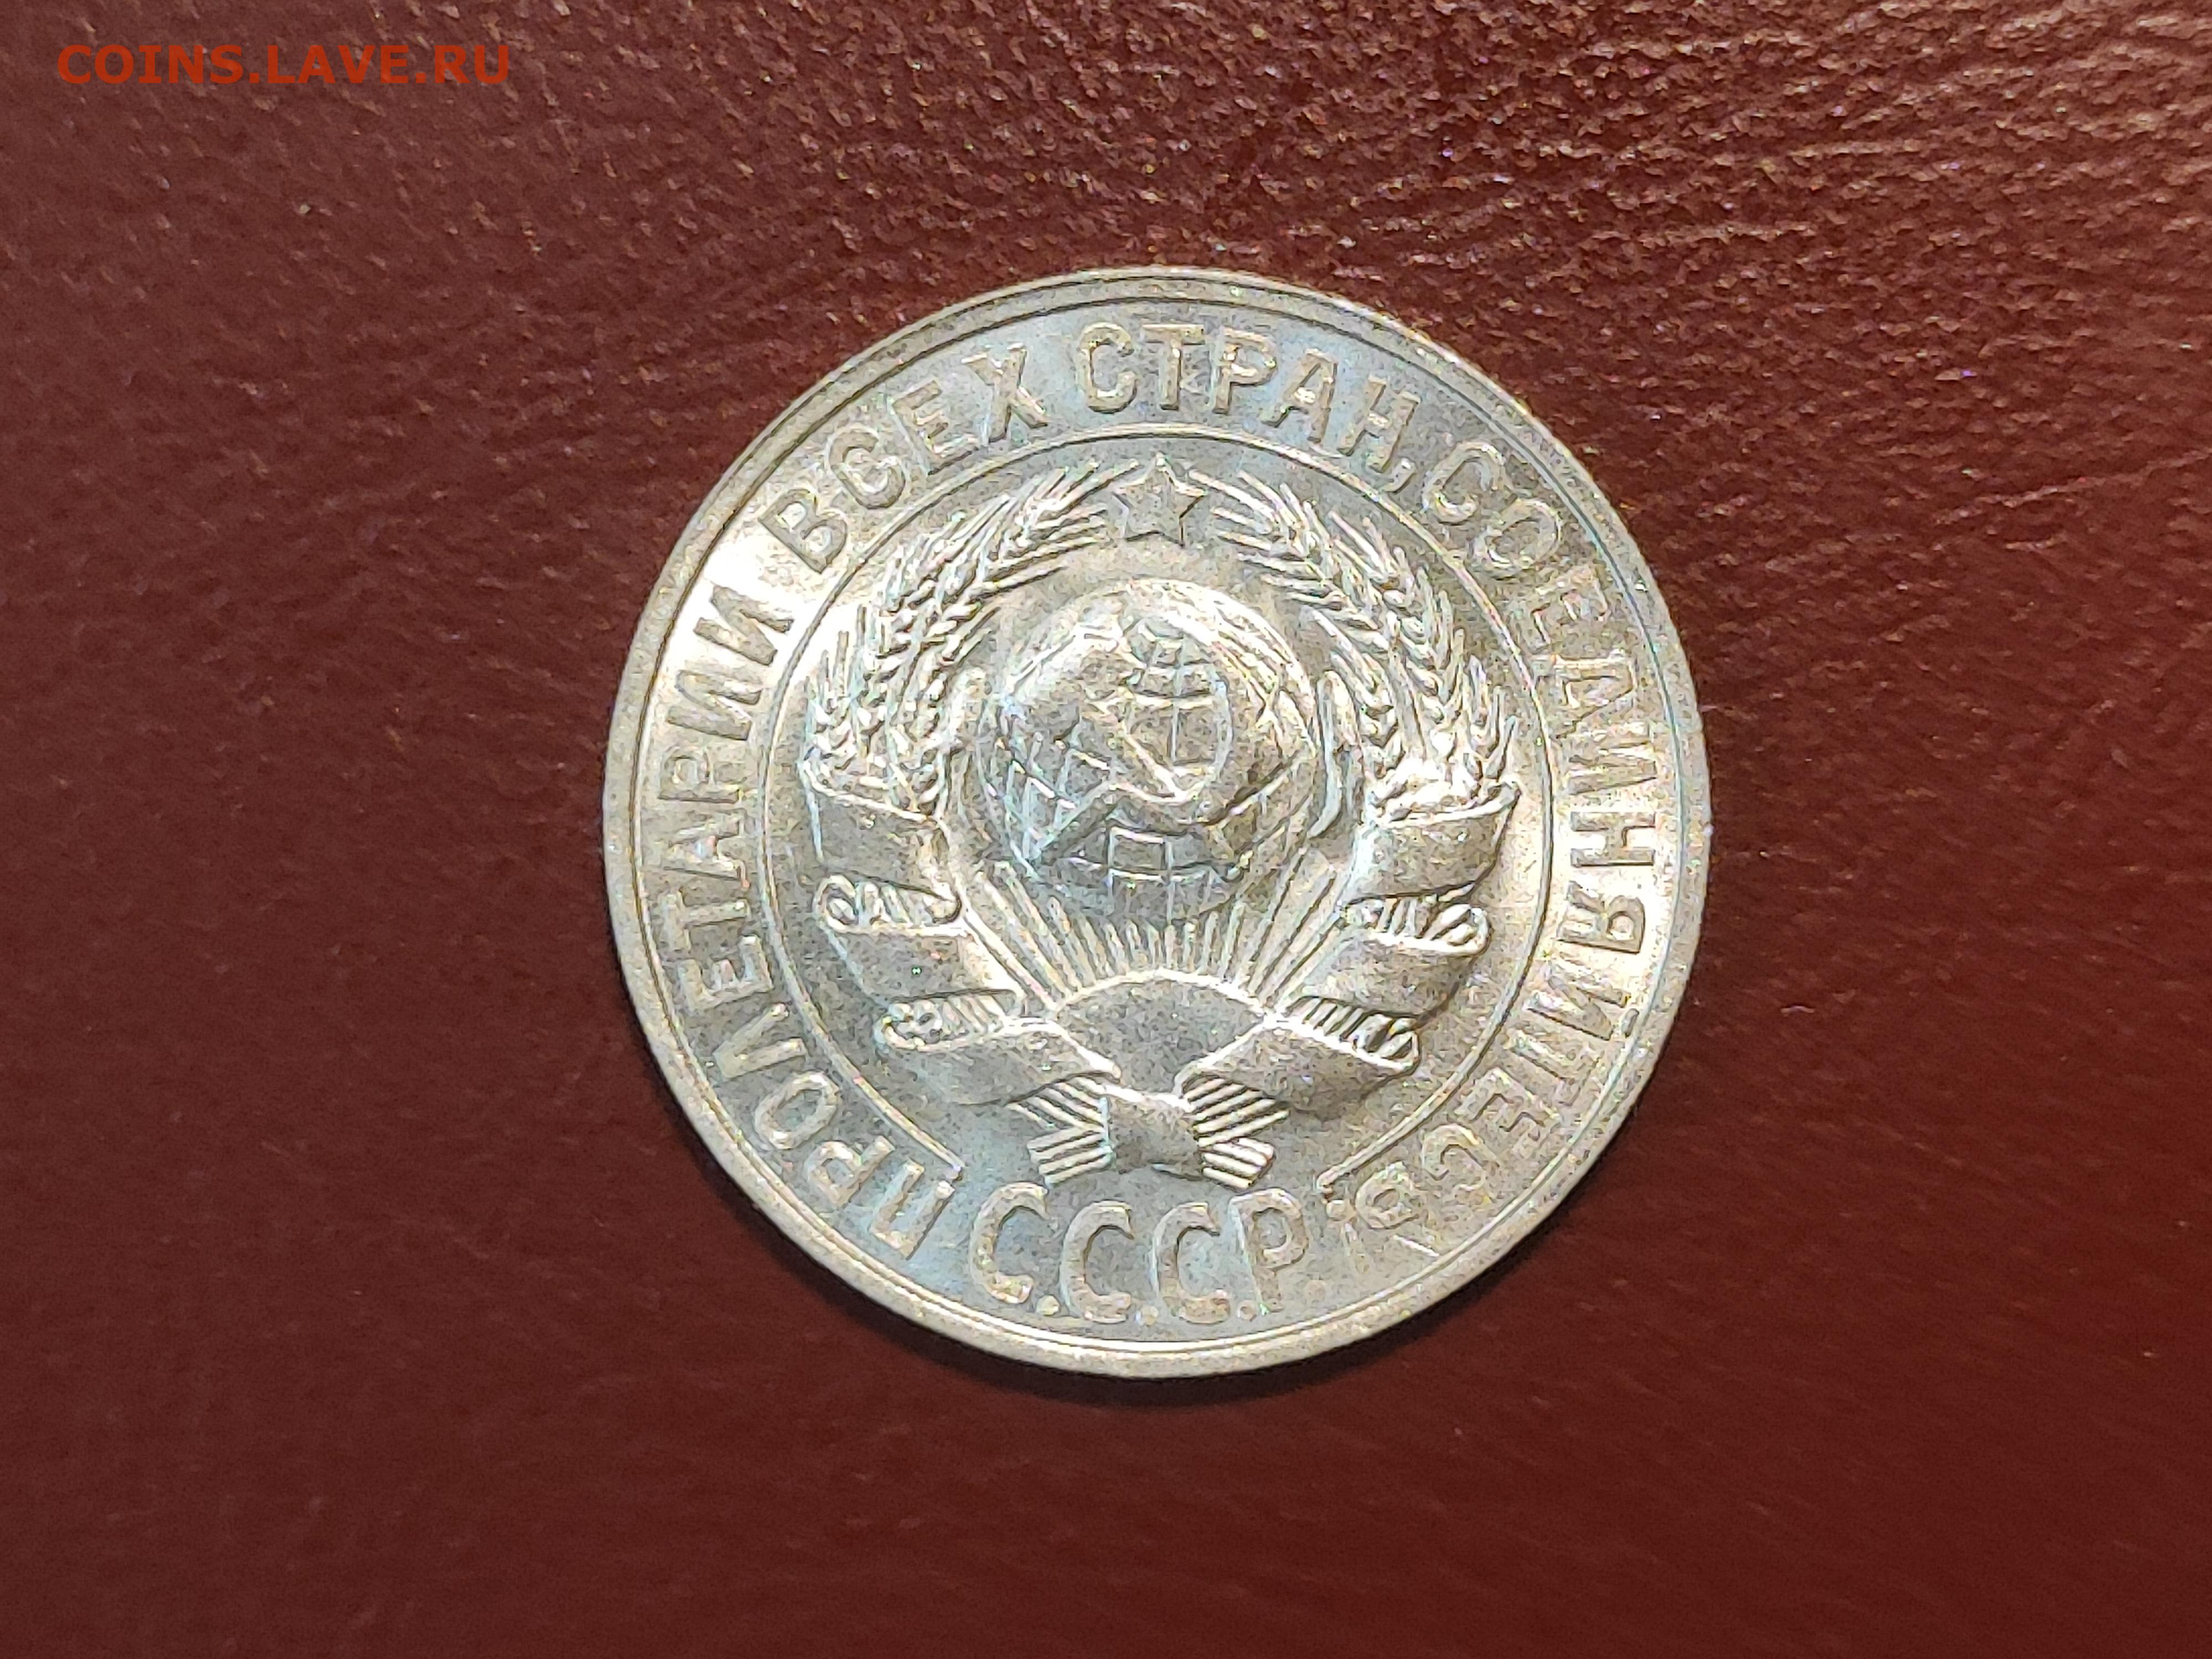 COINS.LAVE.RU
ПРОЛЕТАРИИ ВСЕХ СТРАН, СОЕДИНЯЙТЕСЬ
С.С.С.Р.